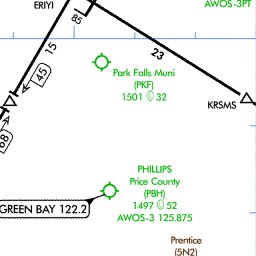 AWOS-3PT
ERIYI
58
15
23
Park Falls Muni
(PKF)
1501 Ⓛ 32
45
KRSMS
68
PHILLIPS
Price County
(PBH)
1497 Ⓛ 52
AWOS-3 125.875
GREEN BAY 122.2
Prentice
(5N2)